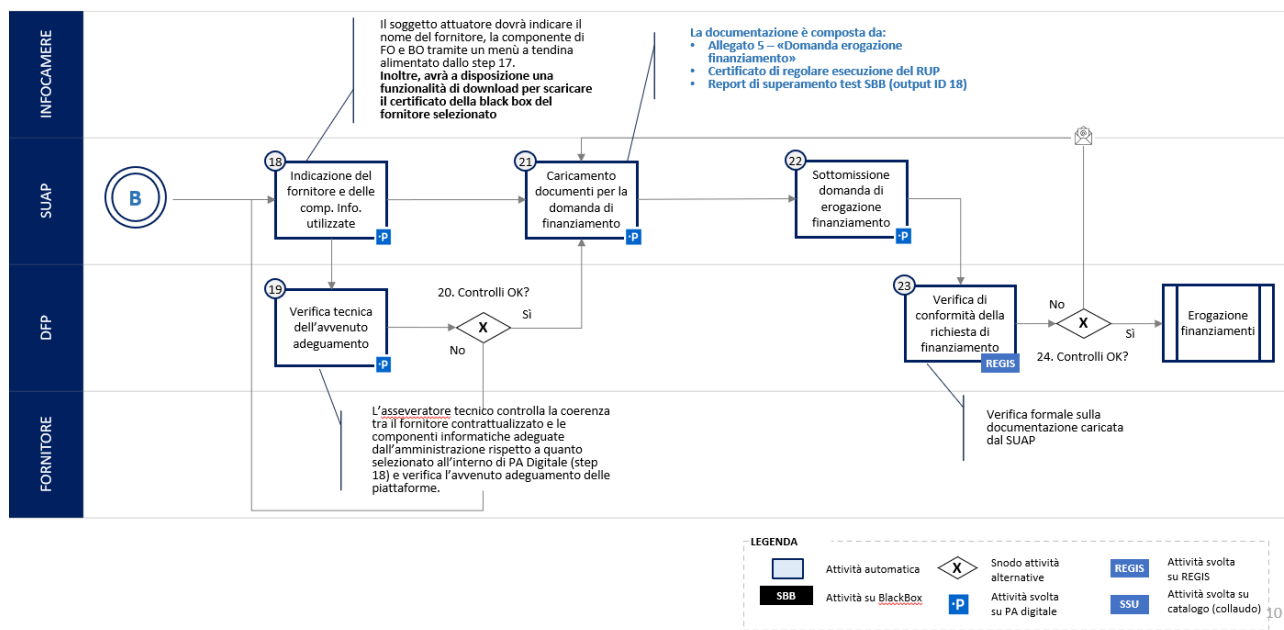 INFOCAMERE
Il soggetto attuatore dovrà indicare il
nome del fornitore, la componente di
FO e BO tramite un menù a tendina
alimentato dallo step 17.
Inoltre, avrà a disposizione una
funzionalità di download per scaricare
il certificato della black box del
fornitore selezionato
La documentazione è composta da:
• Allegato 5 – «Domanda erogazione
finanziamento»
• Certificato di regolare esecuzione del RUP
• Report di superamento test SBB (output ID 18)
SUAP
B
18
Indicazione del
fornitore e delle
comp. Info.
utilizzate
·P
21
Caricamento
documenti per la
domanda di
finanziamento
·P
22
Sottomissione
domanda di
erogazione
finanziamento
·P
DFP
19
Verifica tecnica
dell'avvenuto
adeguamento
·P
20. Controlli OK?
X
Sì
No
23
Verifica di
conformità della
richiesta di
finanziamento
REGIS
No
X
Sì
24. Controlli OK?
Erogazione
finanziamenti
FORNITORE
L'asseveratore tecnico controlla la coerenza
tra il fornitore contrattualizzato e le
componenti informatiche adeguate
dall'amministrazione rispetto a quanto
selezionato all'interno di PA Digitale (step
18) e verifica l'avvenuto adeguamento delle
piattaforme.
Verifica formale sulla
documentazione caricata
dal SUAP
LEGENDA
Attività automatica
X
Snodo attività
alternative
REGIS
Attività svolta
su REGIS
SBB
Attività su BlackBox
·P
Attività svolta
su PA digitale
SSU
Attività svolta su
catalogo (collaudo)
10